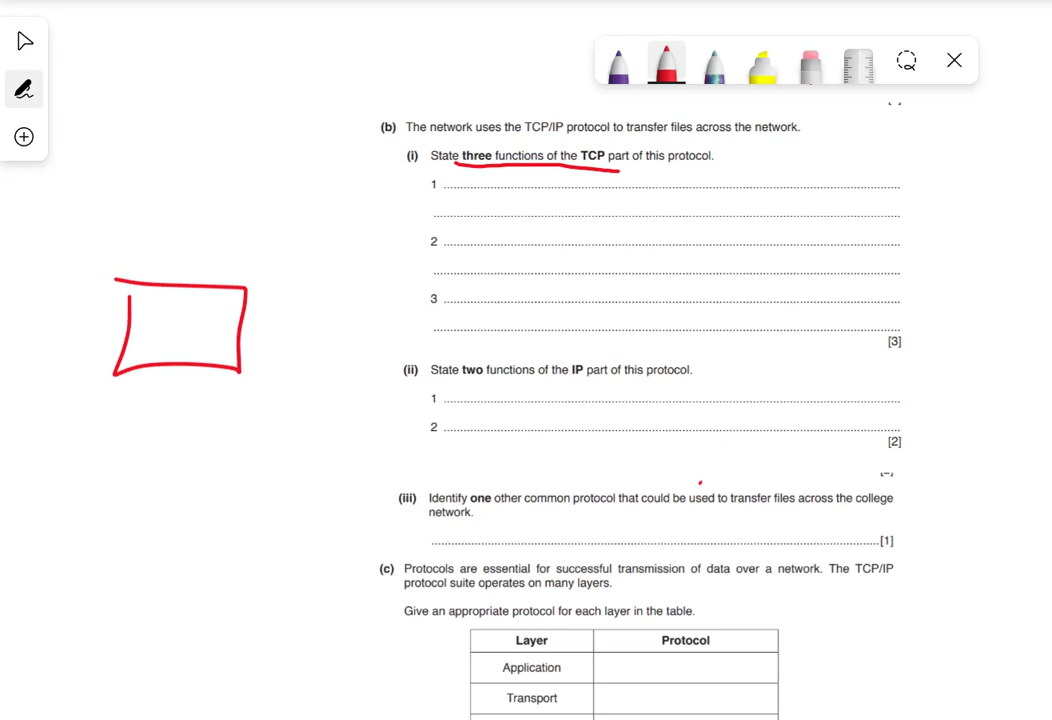 (b) The network uses the TCP/IP protocol to transfer files across the network.
(i) State three functions of the TCP part of this protocol.
1 ........................................................................................................................
........................................................................................................................
2 ........................................................................................................................
........................................................................................................................
3 ........................................................................................................................
........................................................................................................................
[3]
(ii) State two functions of the IP part of this protocol.
1 ........................................................................................................................
2 ........................................................................................................................
[2]
(iii) Identify one other common protocol that could be used to transfer files across the college
network.
........................................................................................................................[1]
(c) Protocols are essential for successful transmission of data over a network. The TCP/IP
protocol suite operates on many layers.
Give an appropriate protocol for each layer in the table.
Layer Protocol
Application
Transport